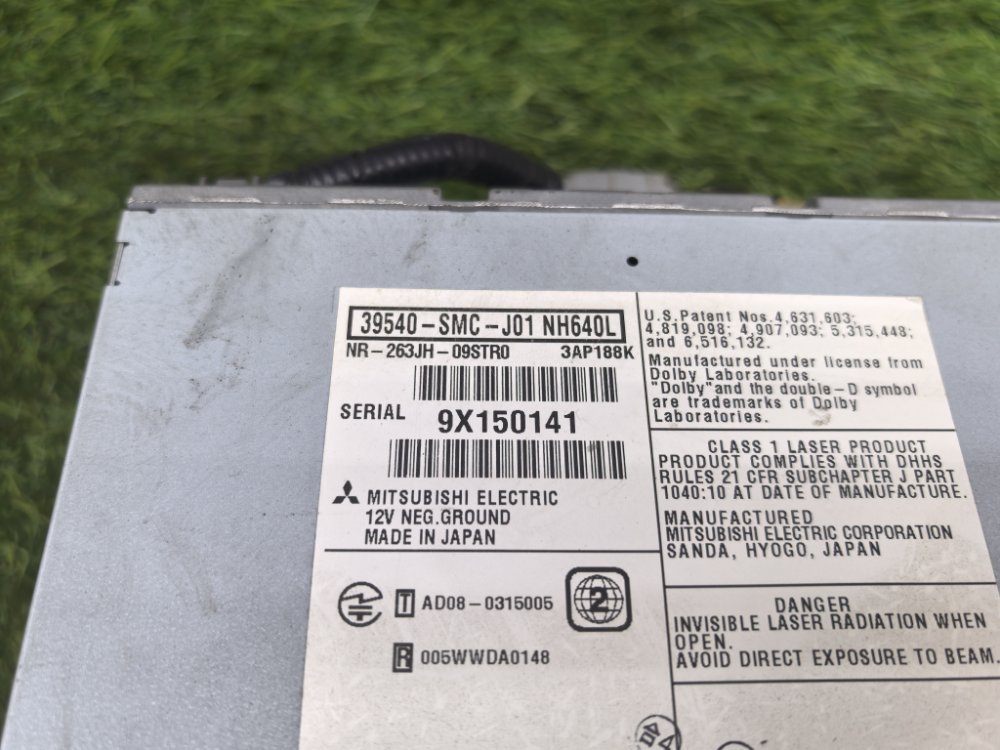 39540-SMC-J01 NH640L
NR-263JH-09STR0 3AP188K
SERIAL 9X150141
MITSUBISHI ELECTRIC
12V NEG.GROUND
MADE IN JAPAN
T AD08-0315005
2
R 005WWDA0148
U.S.Patent Nos.4,631,603;
4,819,098; 4,907,093; 5,315,448;
and 6,516,132.
Manufactured under license from
Dolby Laboratories.
"Dolby"and the double-D symbol
are trademarks of Dolby
Laboratories.
CLASS 1 LASER PRODUCT
PRODUCT COMPLIES WITH DHHS
RULES 21 CFR SUBCHAPTER J PART
1040:10 AT DATE OF MANUFACTURE.
MANUFACTURED
MITSUBISHI ELECTRIC CORPORATION
SANDA, HYOGO, JAPAN
DANGER
INVISIBLE LASER RADIATION WHEN
OPEN.
AVOID DIRECT EXPOSURE TO BEAM.